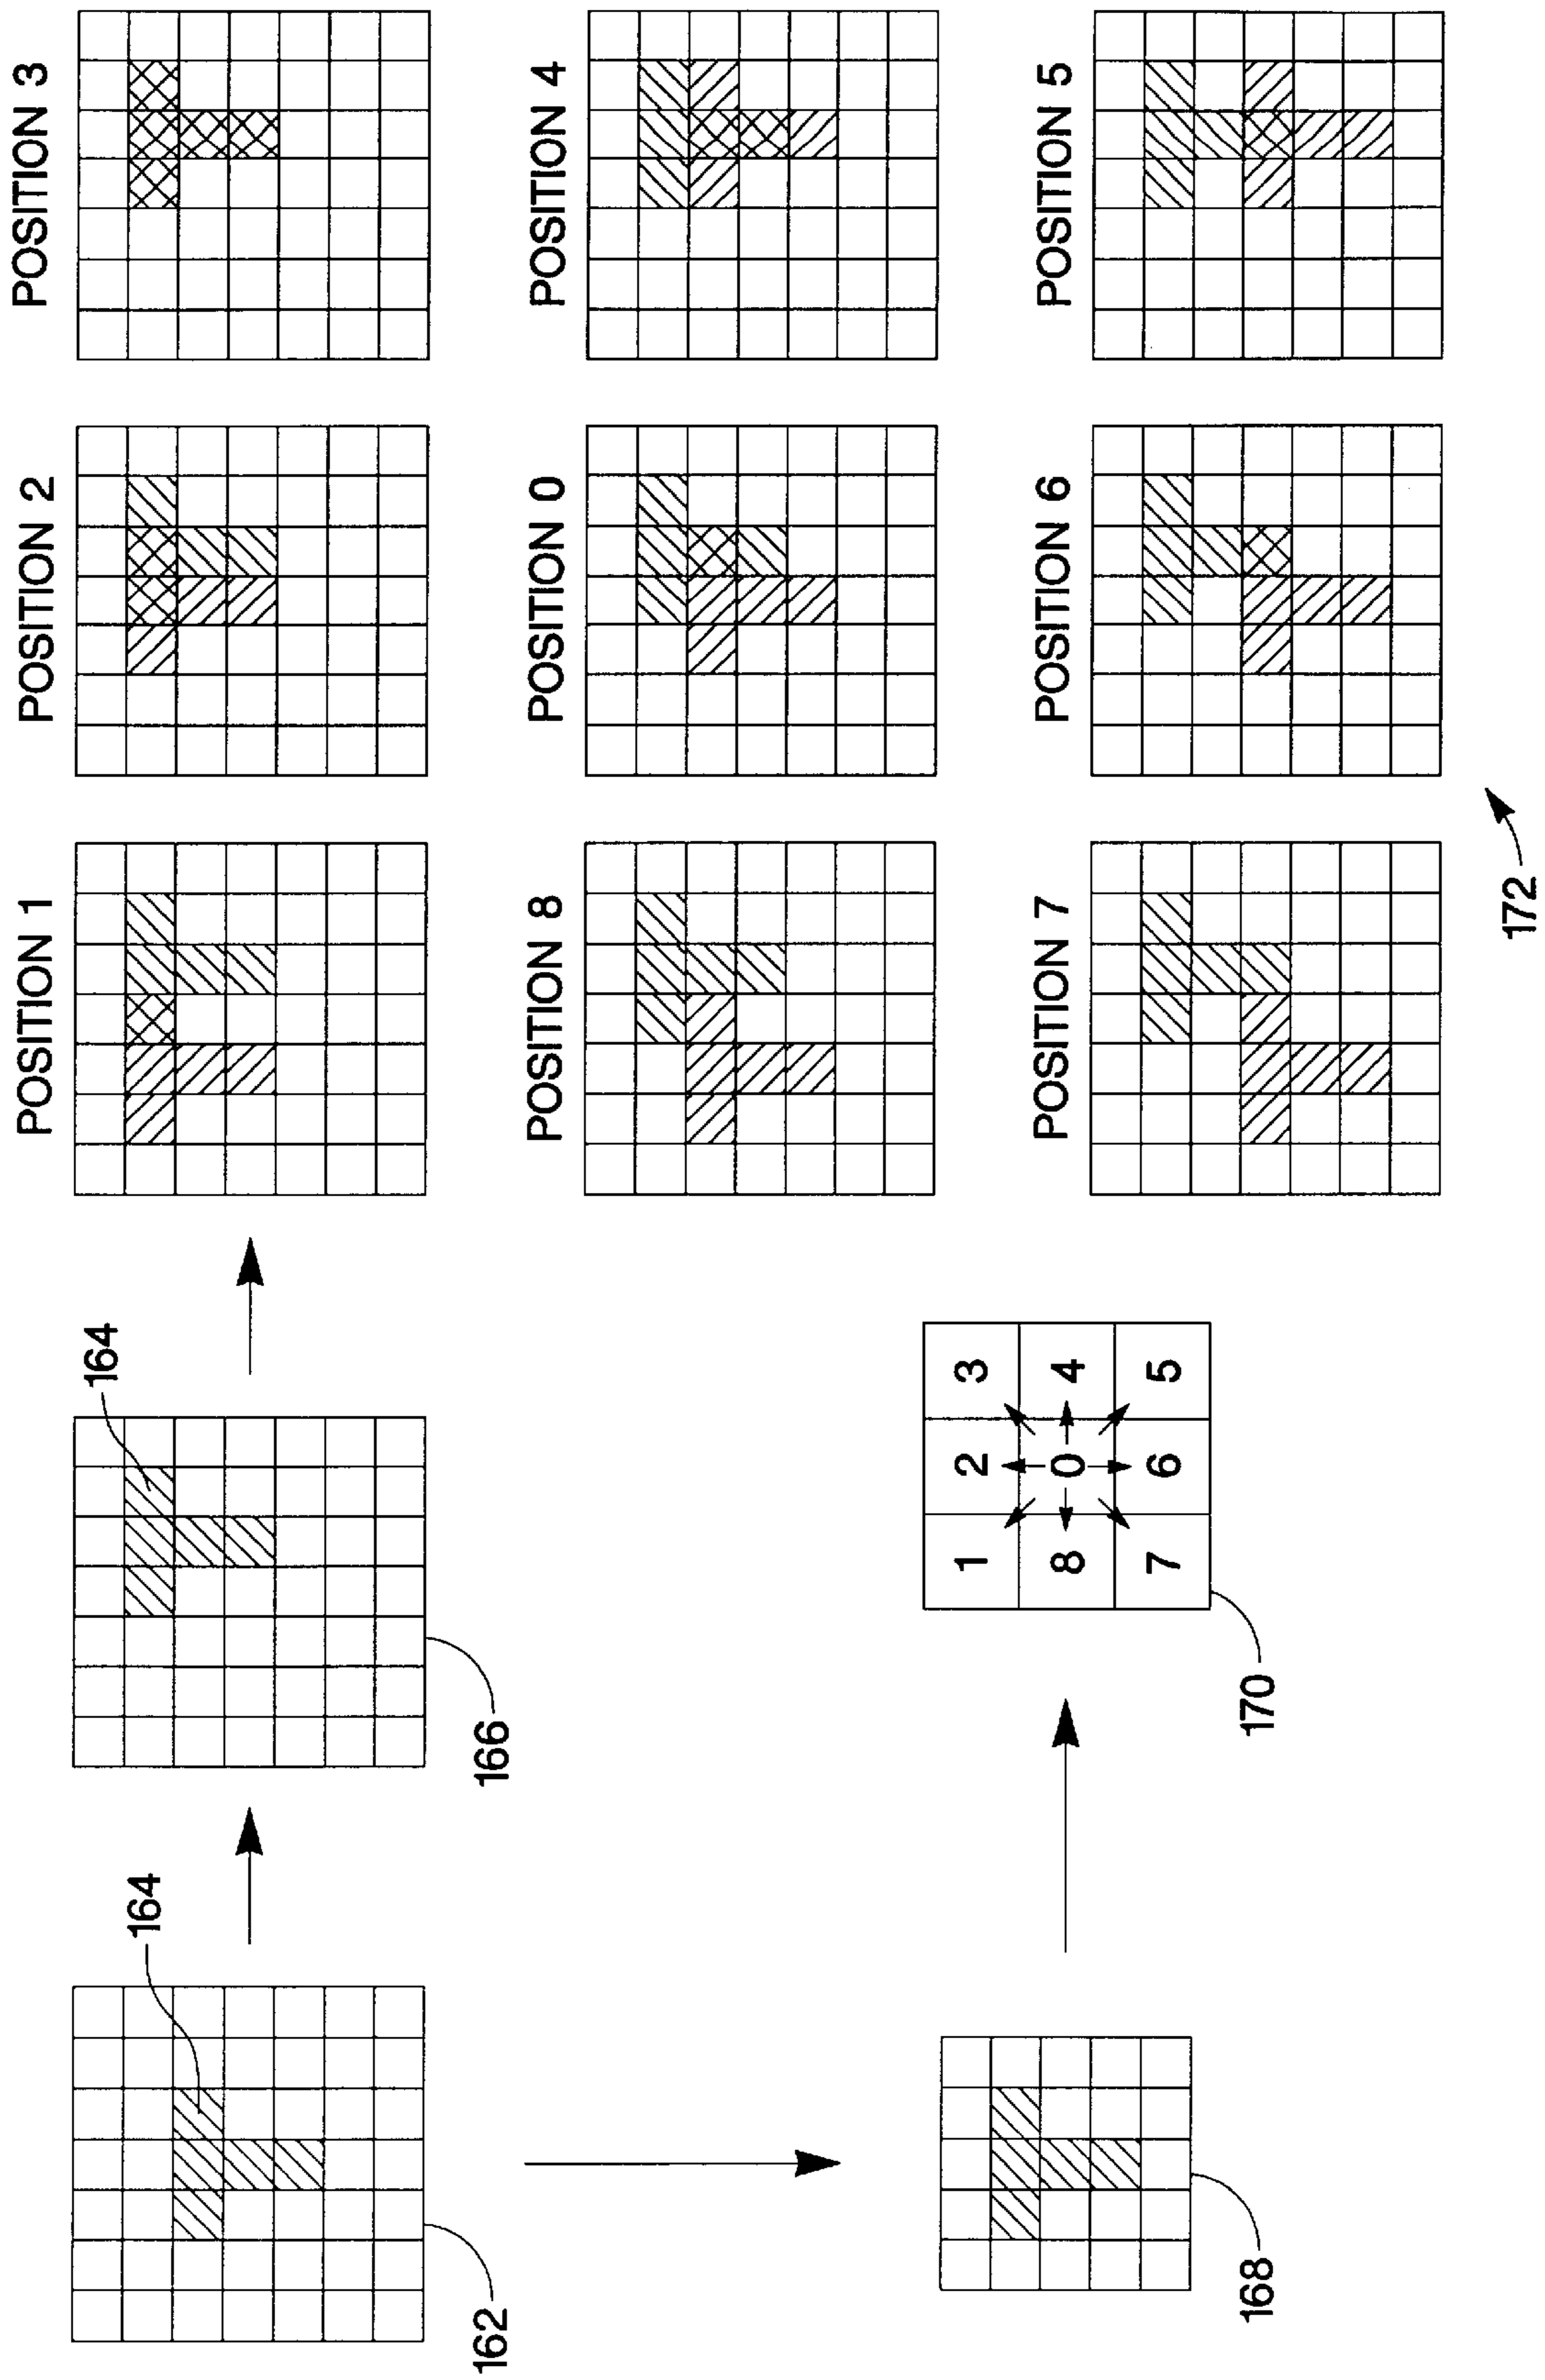 POSITION 1 POSITION 2 POSITION 3
164
164
162 166
POSITION 8 POSITION 0 POSITION 4
1 2 3
8 0 4
7 6 5
POSITION 7 POSITION 6 POSITION 5
168 170
172